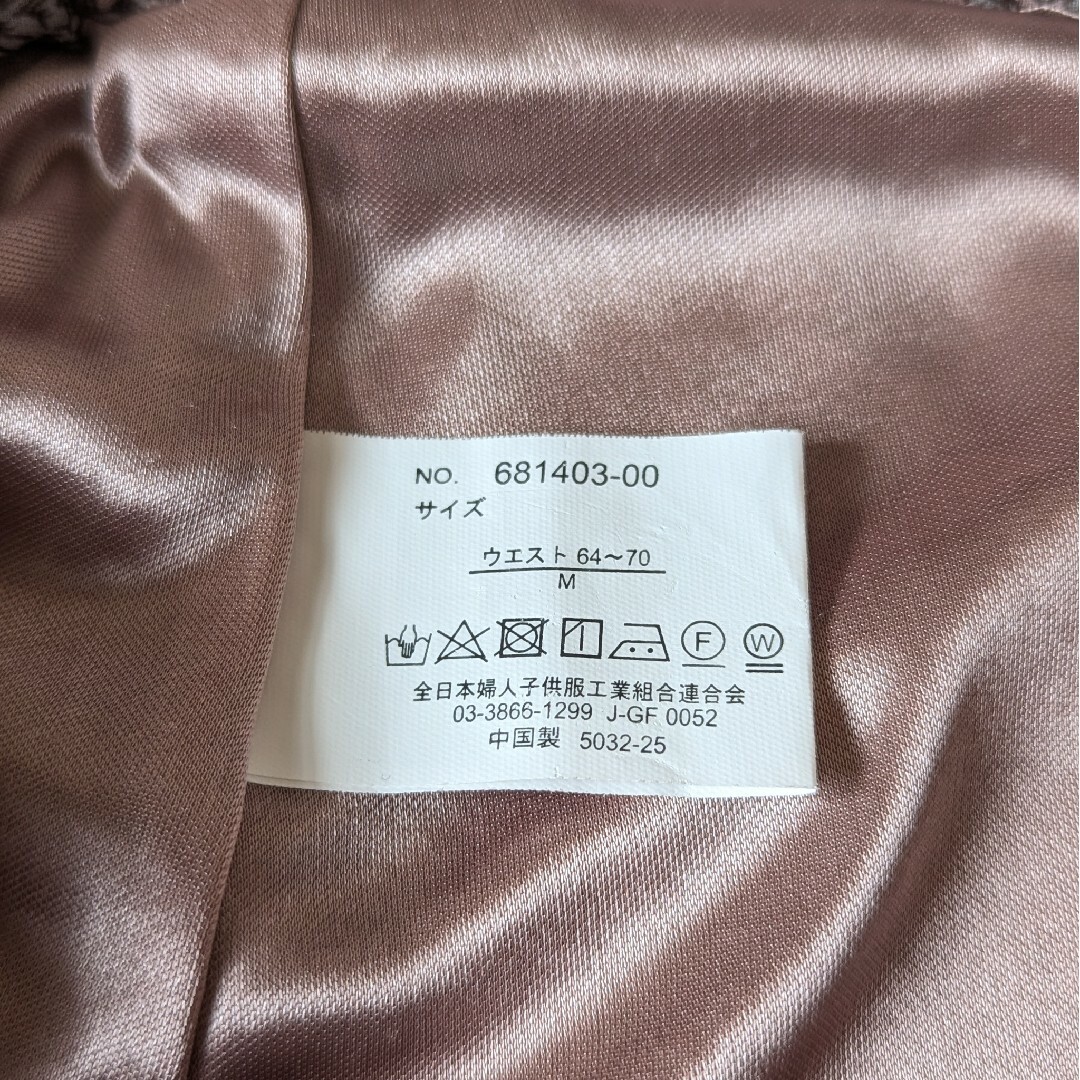 NO. 681403-00
サイズ
ウエスト 64〜70
M
F W
全日本婦人子供服工業組合連合会
03-3866-1299 J-GF 0052
中国製 5032-25